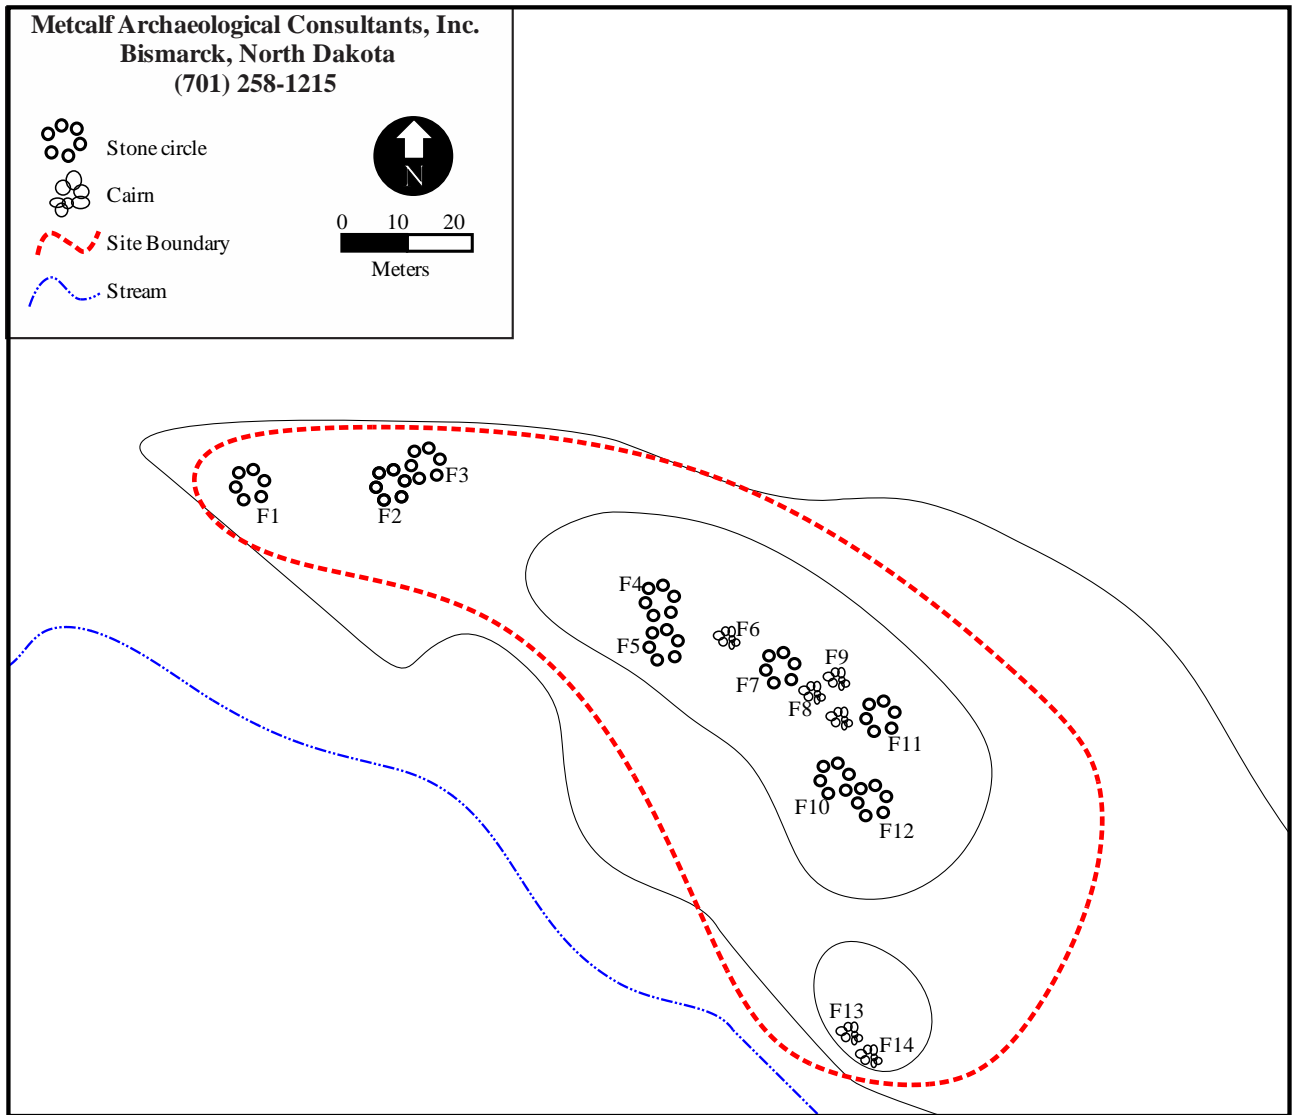 Metcalf Archaeological Consultants, Inc.
Bismarck, North Dakota
(701) 258-1215
Stone circle
Cairn
Site Boundary
Stream
N
0 10 20
Meters
F3
F1
F2
F4
F5
F6
F9
F7
F8
F11
F10
F12
F13
F14